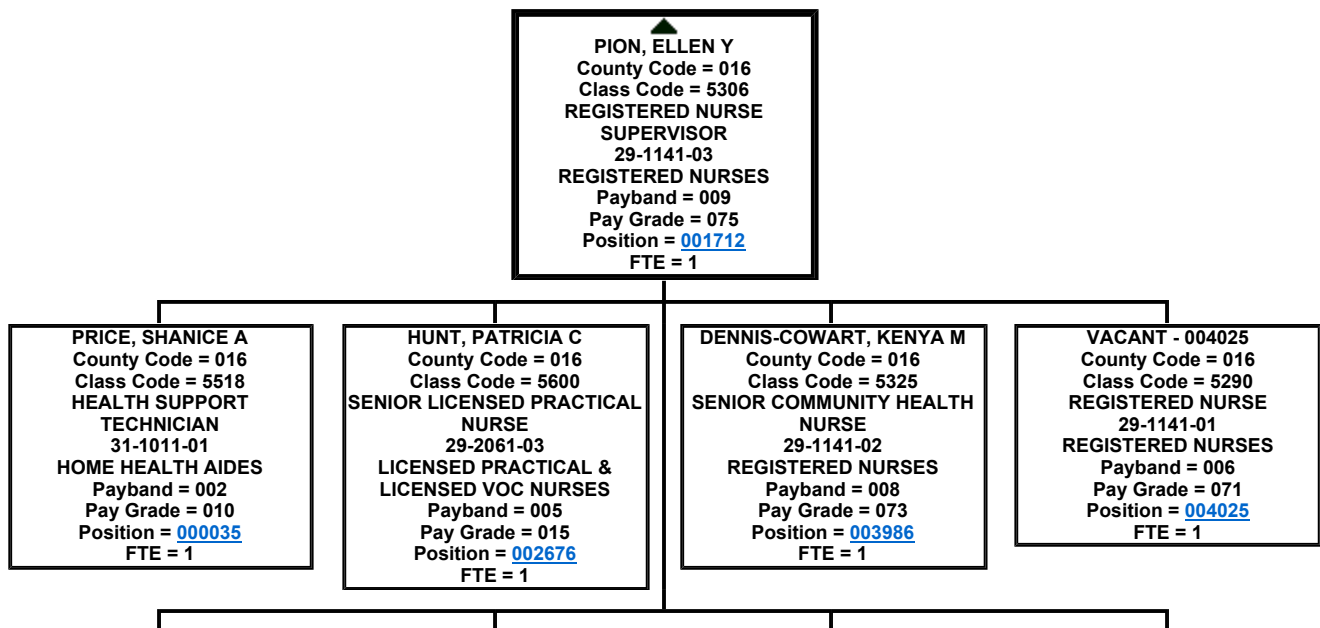 PION, ELLEN Y
County Code = 016
Class Code = 5306
REGISTERED NURSE
SUPERVISOR
29-1141-03
REGISTERED NURSES
Payband = 009
Pay Grade = 075
Position = 001712
FTE = 1
PRICE, SHANICE A
County Code = 016
Class Code = 5518
HEALTH SUPPORT
TECHNICIAN
31-1011-01
HOME HEALTH AIDES
Payband = 002
Pay Grade = 010
Position = 000035
FTE = 1
HUNT, PATRICIA C
County Code = 016
Class Code = 5600
SENIOR LICENSED PRACTICAL
NURSE
29-2061-03
LICENSED PRACTICAL &
LICENSED VOC NURSES
Payband = 005
Pay Grade = 015
Position = 002676
FTE = 1
DENNIS-COWART, KENYA M
County Code = 016
Class Code = 5325
SENIOR COMMUNITY HEALTH
NURSE
29-1141-02
REGISTERED NURSES
Payband = 008
Pay Grade = 073
Position = 003986
FTE = 1
VACANT - 004025
County Code = 016
Class Code = 5290
REGISTERED NURSE
29-1141-01
REGISTERED NURSES
Payband = 006
Pay Grade = 071
Position = 004025
FTE = 1